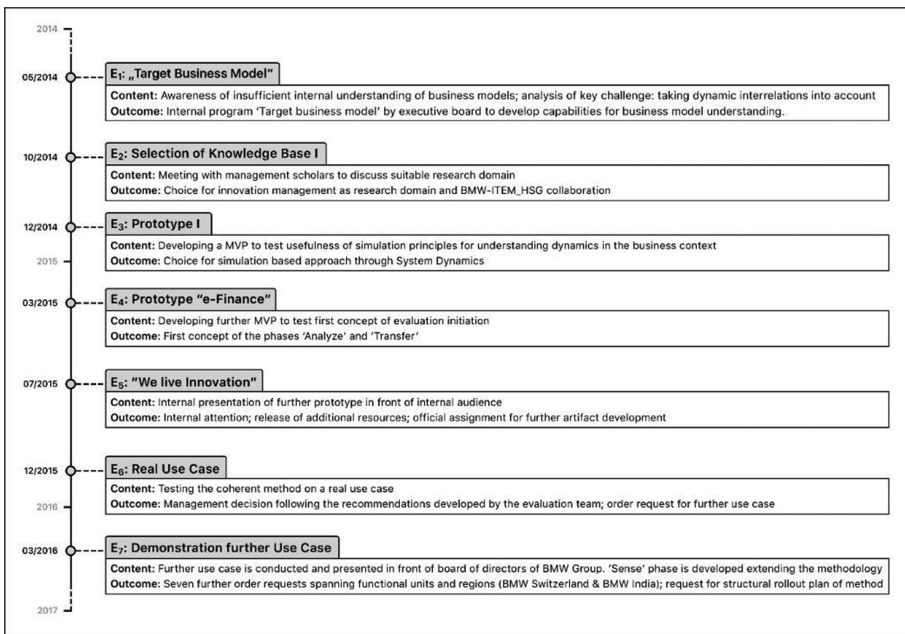 2014
05/2014
E1: „Target Business Model“
Content: Awareness of insufficient internal understanding of business models; analysis of key challenge: taking dynamic interrelations into account
Outcome: Internal program ‘Target business model’ by executive board to develop capabilities for business model understanding.
10/2014
E2: Selection of Knowledge Base I
Content: Meeting with management scholars to discuss suitable research domain
Outcome: Choice for innovation management as research domain and BMW-ITEM_HSG collaboration
12/2014
E3: Prototype I
Content: Developing a MVP to test usefulness of simulation principles for understanding dynamics in the business context
Outcome: Choice for simulation based approach through System Dynamics
2015
03/2015
E4: Prototype “e-Finance”
Content: Developing further MVP to test first concept of evaluation initiation
Outcome: First concept of the phases ‘Analyze’ and ‘Transfer’
07/2015
E5: “We live Innovation”
Content: Internal presentation of further prototype in front of internal audience
Outcome: Internal attention; release of additional resources; official assignment for further artifact development
12/2015
E6: Real Use Case
Content: Testing the coherent method on a real use case
Outcome: Management decision following the recommendations developed by the evaluation team; order request for further use case
2016
03/2016
E7: Demonstration further Use Case
Content: Further use case is conducted and presented in front of board of directors of BMW Group. ‘Sense’ phase is developed extending the methodology
Outcome: Seven further order requests spanning functional units and regions (BMW Switzerland & BMW India); request for structural rollout plan of method
2017